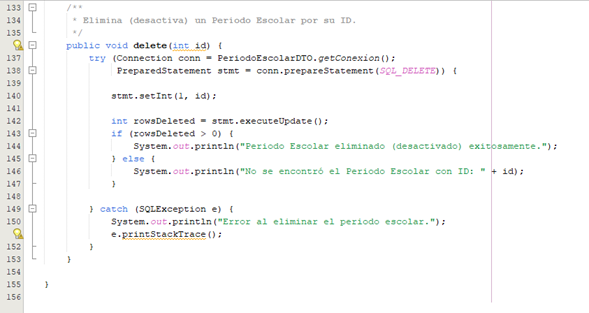 133 /**
134 * Elimina (desactiva) un Periodo Escolar por su ID.
135 */
public void delete(int id) {
137 try (Connection conn = PeriodoEscolarDTO.getConexion();
138 PreparedStatement stmt = conn.prepareStatement(SQL_DELETE)) {
139
140 stmt.setInt(1, id);
141
142 int rowsDeleted = stmt.executeUpdate();
143 if (rowsDeleted > 0) {
144 System.out.println("Periodo Escolar eliminado (desactivado) exitosamente.");
145 } else {
146 System.out.println("No se encontró el Periodo Escolar con ID: " + id);
147 }
148
149 } catch (SQLException e) {
150 System.out.println("Error al eliminar el periodo escolar.");
e.printStackTrace();
152 }
153 }
154
155 }
156